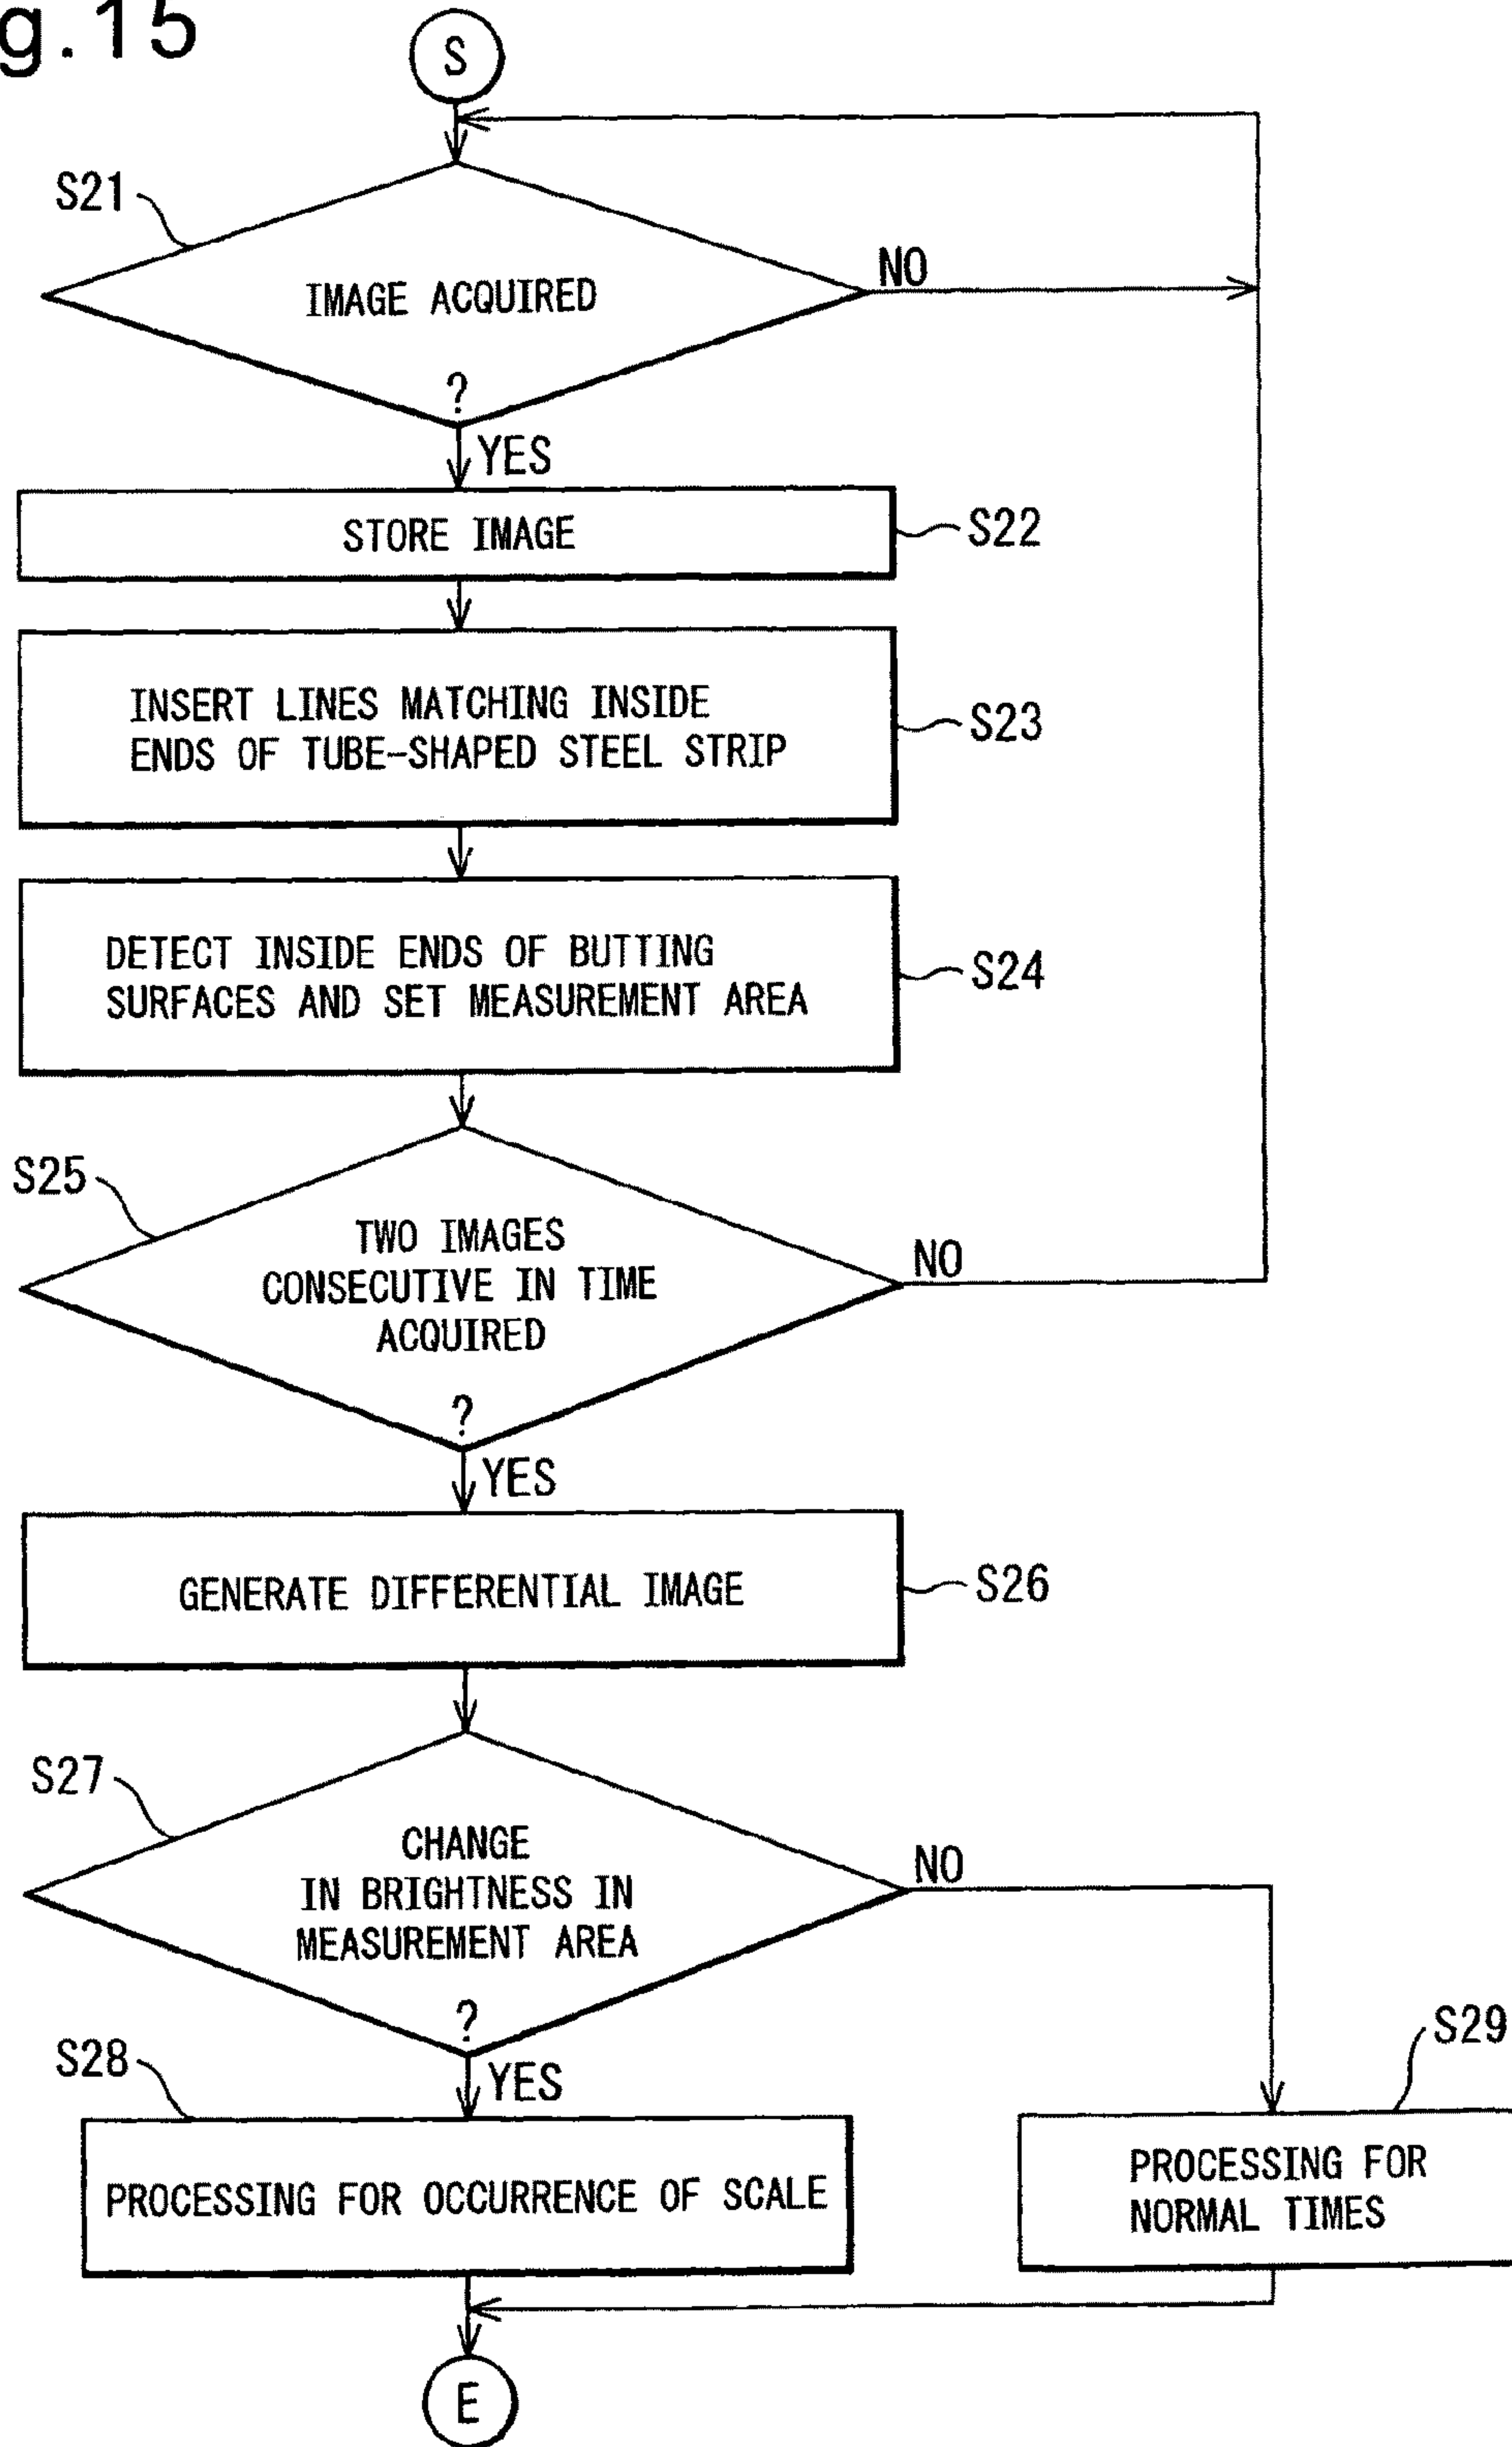 g.15
S
S21
IMAGE ACQUIRED
?
NO
YES
STORE IMAGE
S22
INSERT LINES MATCHING INSIDE
ENDS OF TUBE-SHAPED STEEL STRIP
S23
DETECT INSIDE ENDS OF BUTTING
SURFACES AND SET MEASUREMENT AREA
S24
S25
TWO IMAGES
CONSECUTIVE IN TIME
ACQUIRED
?
NO
YES
GENERATE DIFFERENTIAL IMAGE
S26
S27
CHANGE
IN BRIGHTNESS IN
MEASUREMENT AREA
?
NO
YES
S28
PROCESSING FOR OCCURRENCE OF SCALE
S29
PROCESSING FOR
NORMAL TIMES
E